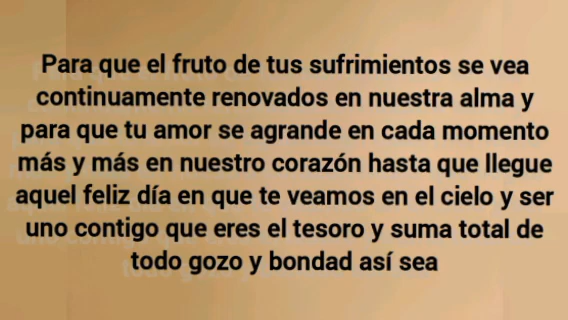 Para que el fruto de tus sufrimientos se vea
continuamente renovados en nuestra alma y
para que tu amor se agrande en cada momento
más y más en nuestro corazón hasta que llegue
aquel feliz día en que te veamos en el cielo y ser
uno contigo que eres el tesoro y suma total de
todo gozo y bondad así sea